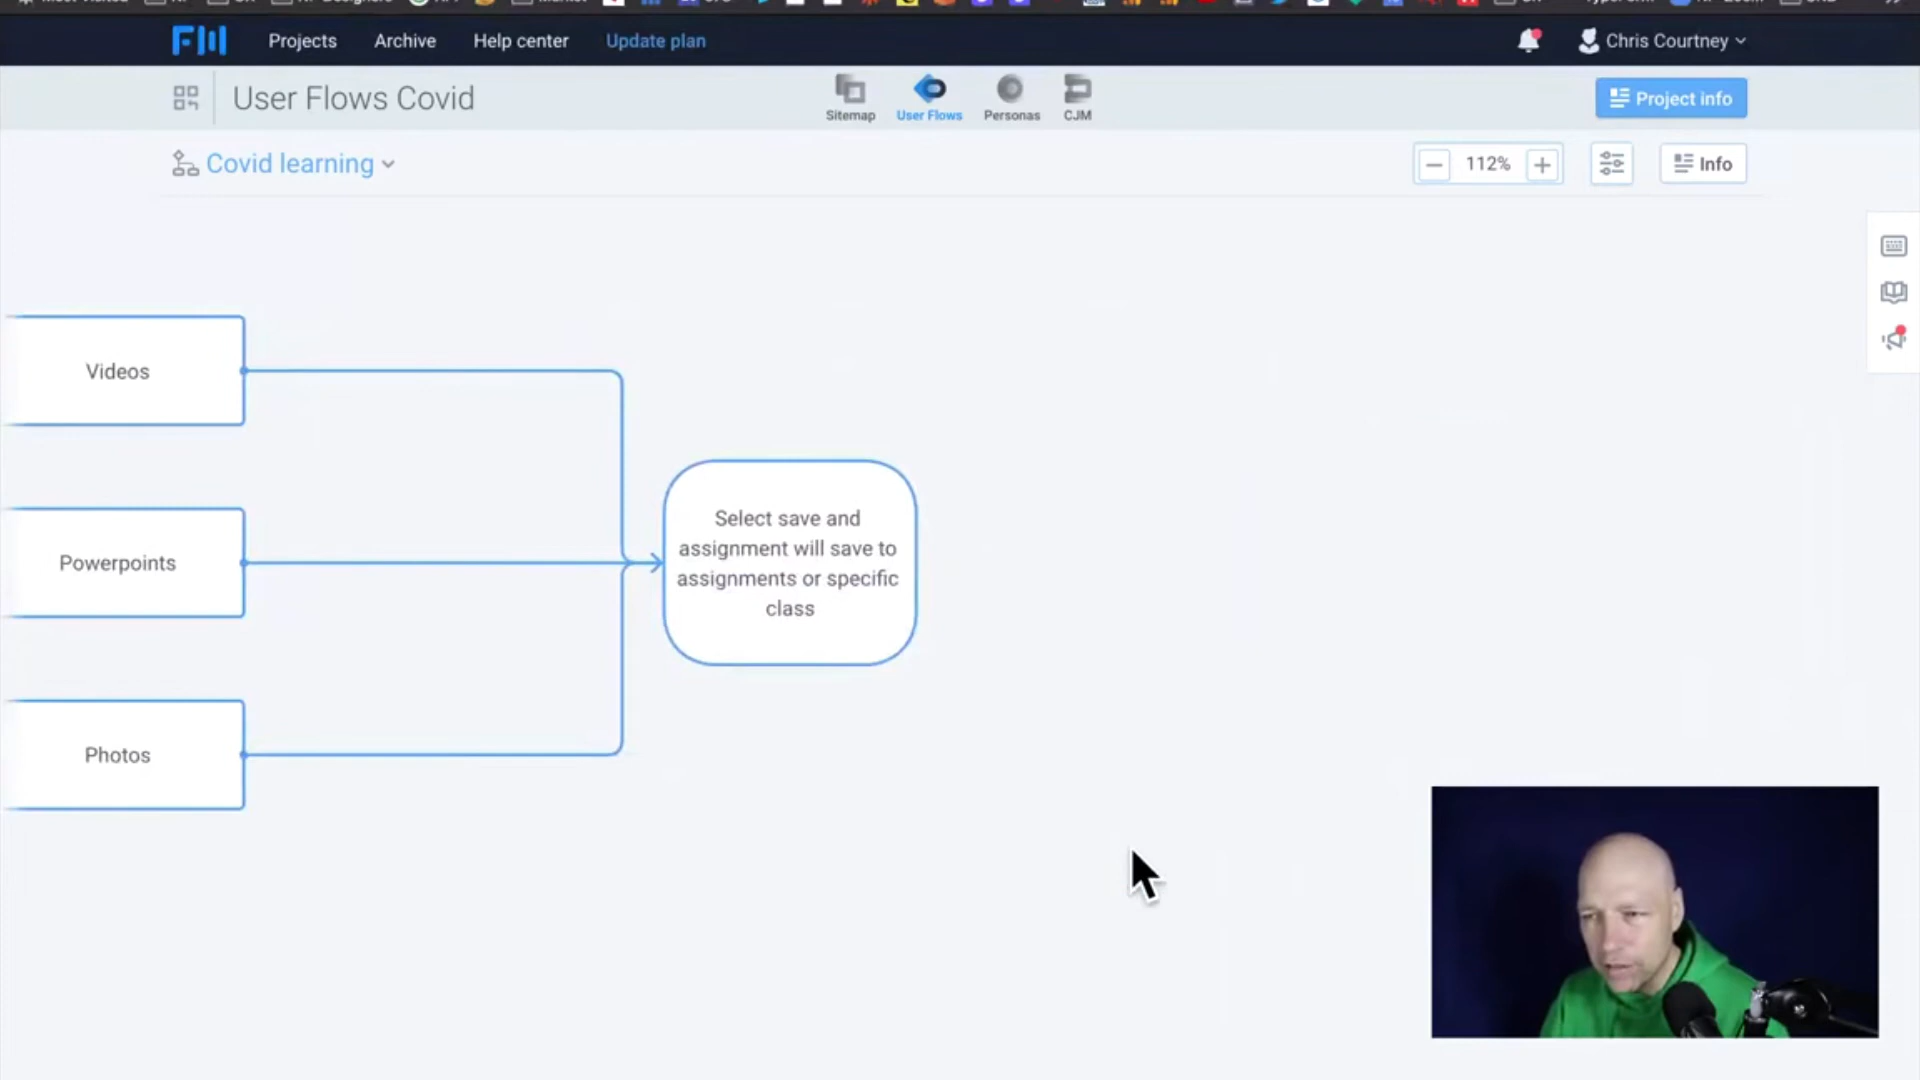 Projects
Archive
Help center
Update plan
Chris Courtney
User Flows Covid
Sitemap
User Flows
Personas
CJM
Project info
Covid learning
112%
Info
Videos
Powerpoints
Photos
Select save and
assignment will save to
assignments or specific
class